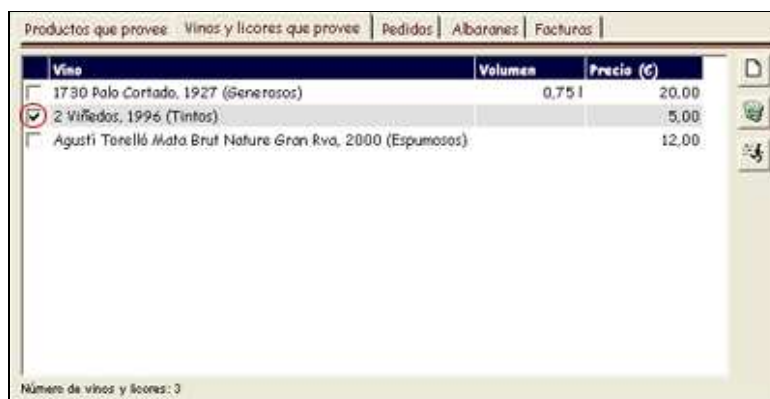 Productos que provee Vinos y licores que provee Pedidos Albaranes Facturas
Vino Volumen Precio (€)
1730 Palo Cortado, 1927 (Generosos) 0,75 l 20,00
2 Viñedos, 1996 (Tintos) 5,00
Agustí Torelló Mata Brut Nature Gran Rva, 2000 (Espumosos) 12,00
Número de vinos y licores: 3